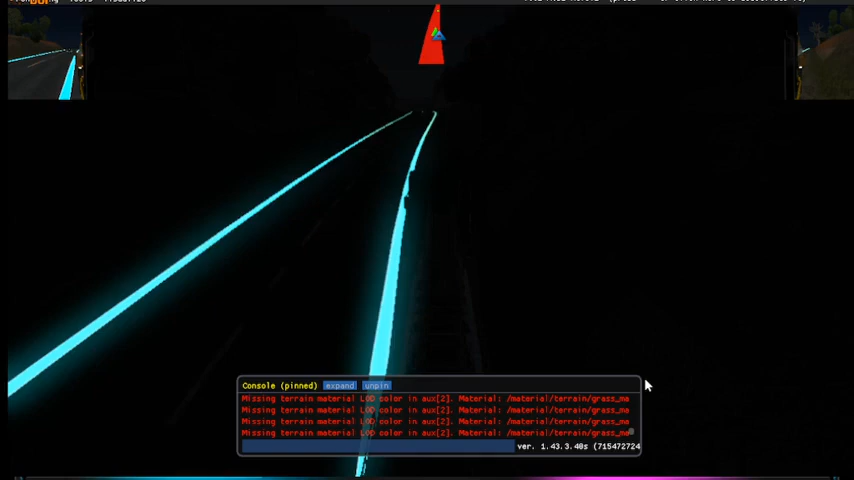 Console (pinned) expand unpin
Missing terrain material LOD color in aux[2]. Material: /material/terrain/grass_ma
Missing terrain material LOD color in aux[2]. Material: /material/terrain/grass_ma
Missing terrain material LOD color in aux[2]. Material: /material/terrain/grass_ma
Missing terrain material LOD color in aux[2]. Material: /material/terrain/grass_ma
ver. 1.43.3.40s (715472724